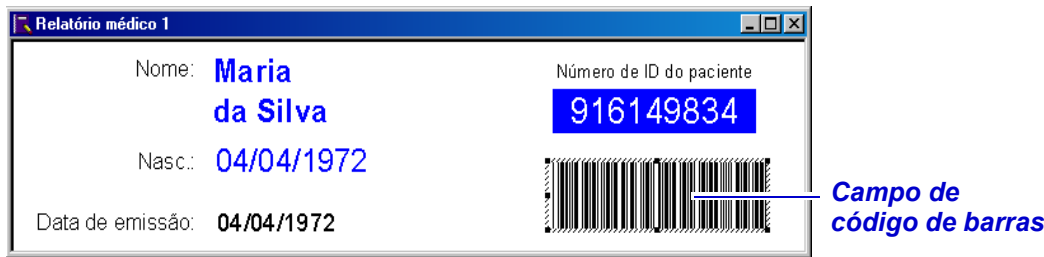 Relatório médico 1
Nome: Maria
da Silva
Nasc.: 04/04/1972
Data de emissão: 04/04/1972
Número de ID do paciente
916149834
Campo de
código de barras